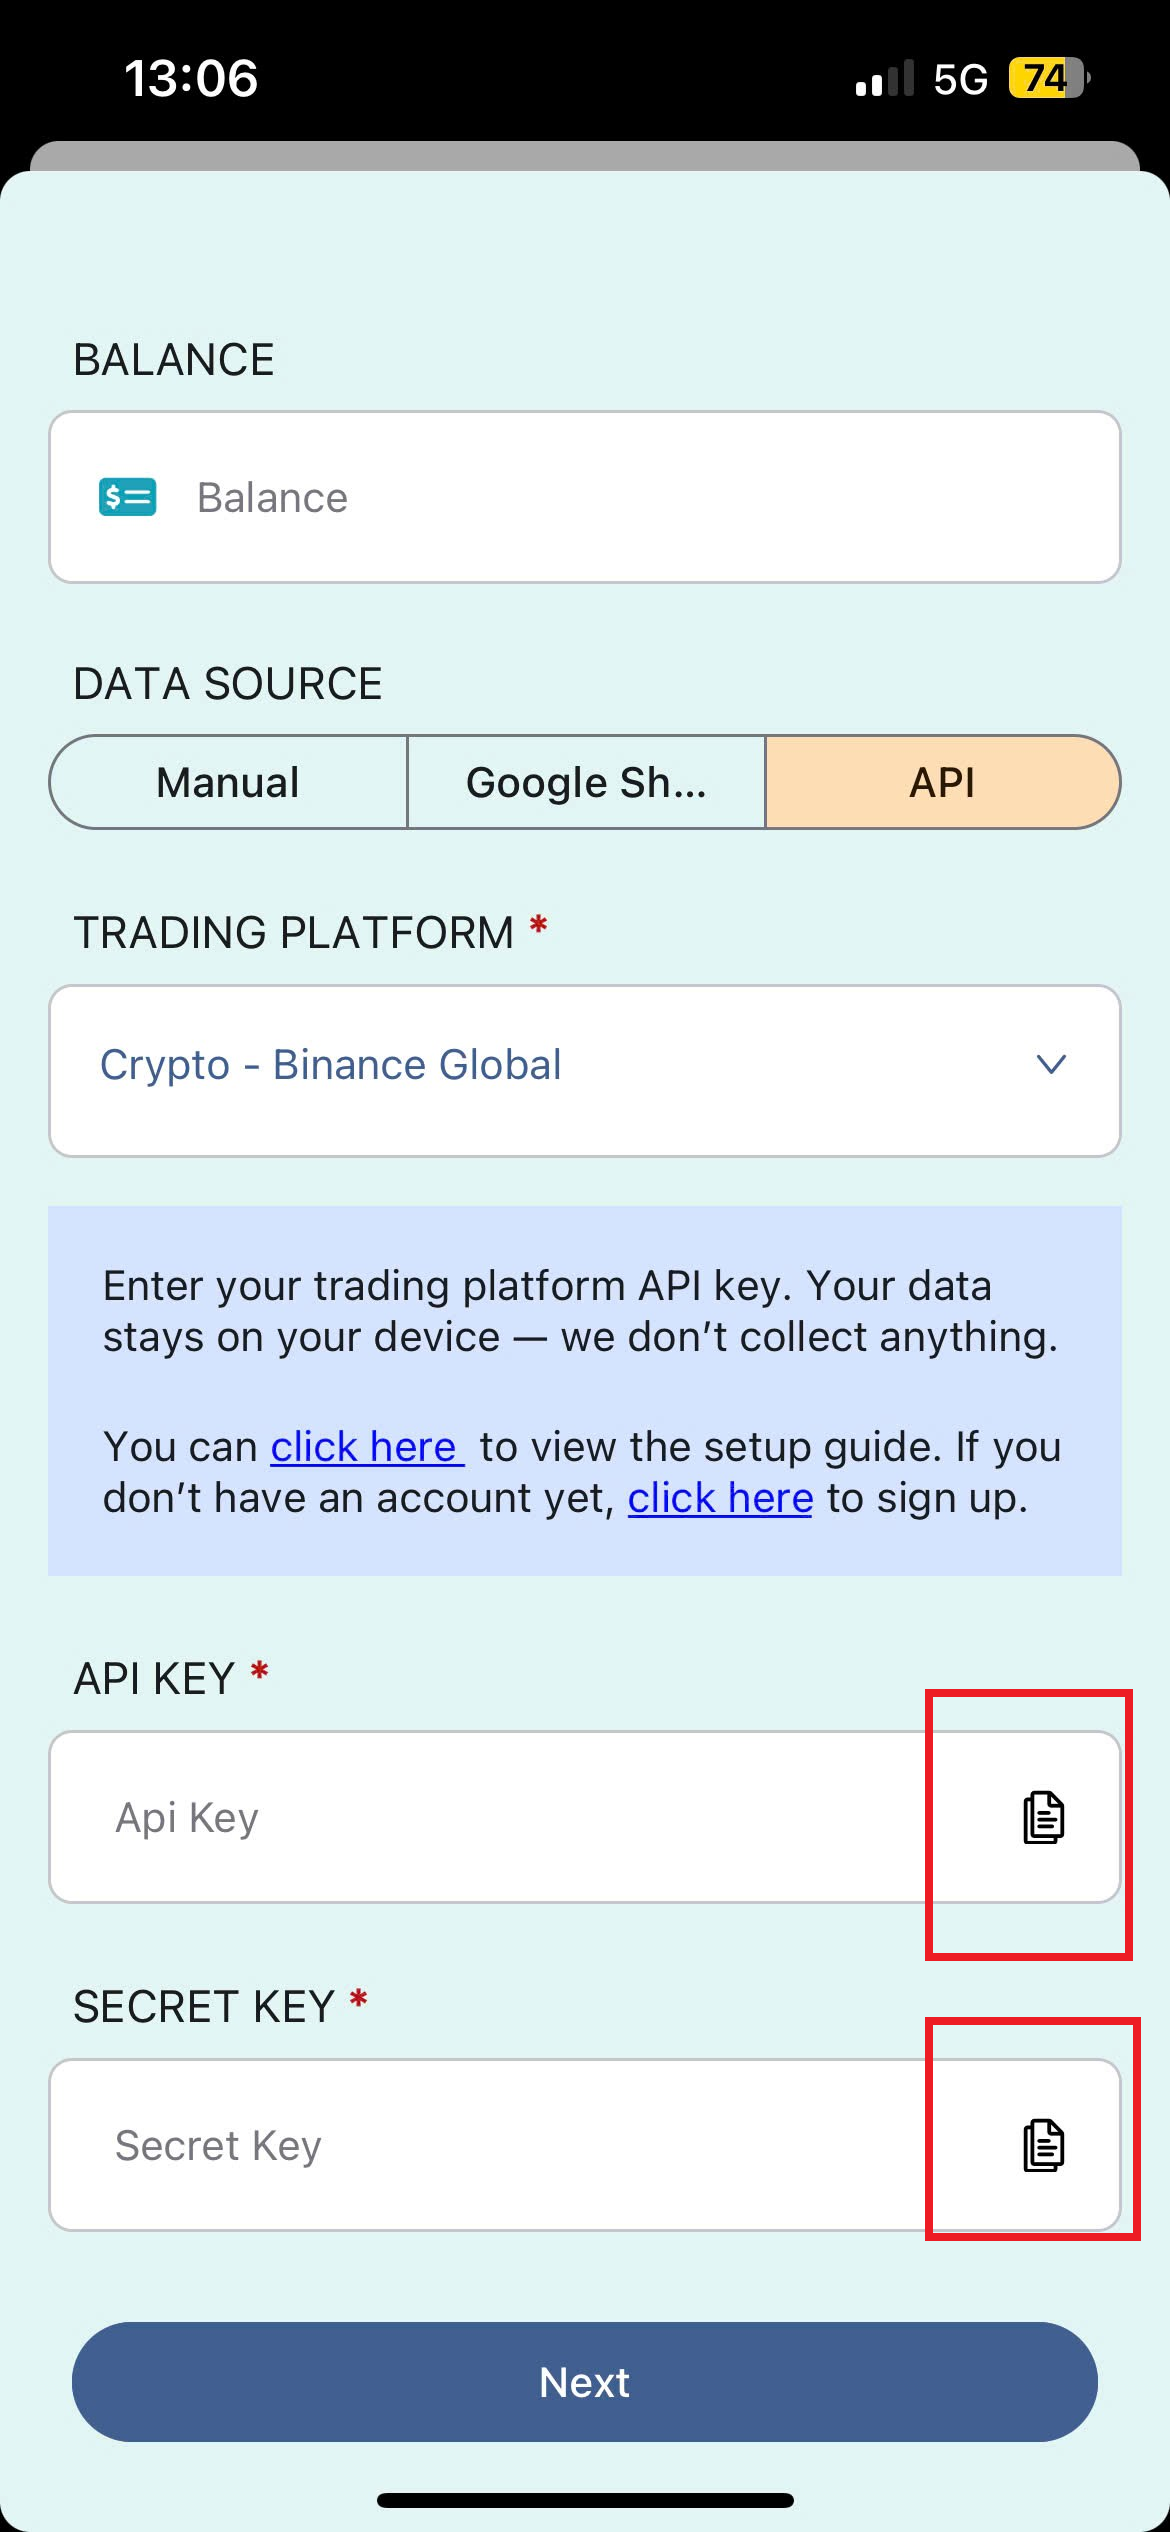 13:06
5G 74
BALANCE
$
Balance
DATA SOURCE
Manual Google Sh... API
TRADING PLATFORM *
Crypto - Binance Global
Enter your trading platform API key. Your data
stays on your device — we don’t collect anything.
You can click here to view the setup guide. If you
don’t have an account yet, click here to sign up.
API KEY *
Api Key
SECRET KEY *
Secret Key
Next